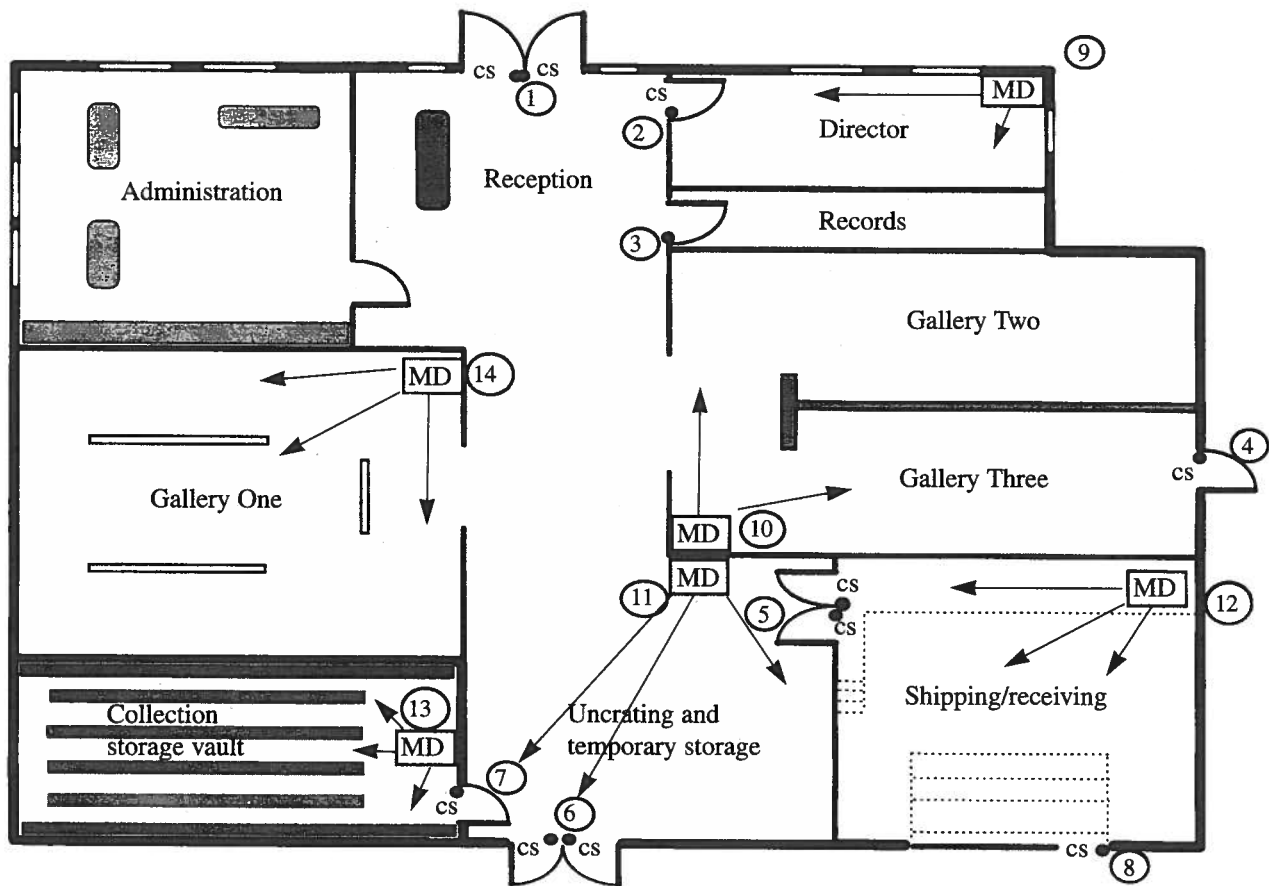 9
cs
cs
1
cs
2
MD
Director
Administration
Reception
3
Records
Gallery Two
MD
14
4
cs
Gallery One
Gallery Three
MD
10
MD
11
5
cs
cs
MD
12
Shipping/receiving
Collection
storage vault
13
MD
Uncrating and
temporary storage
7
cs
6
cs
cs
cs
8